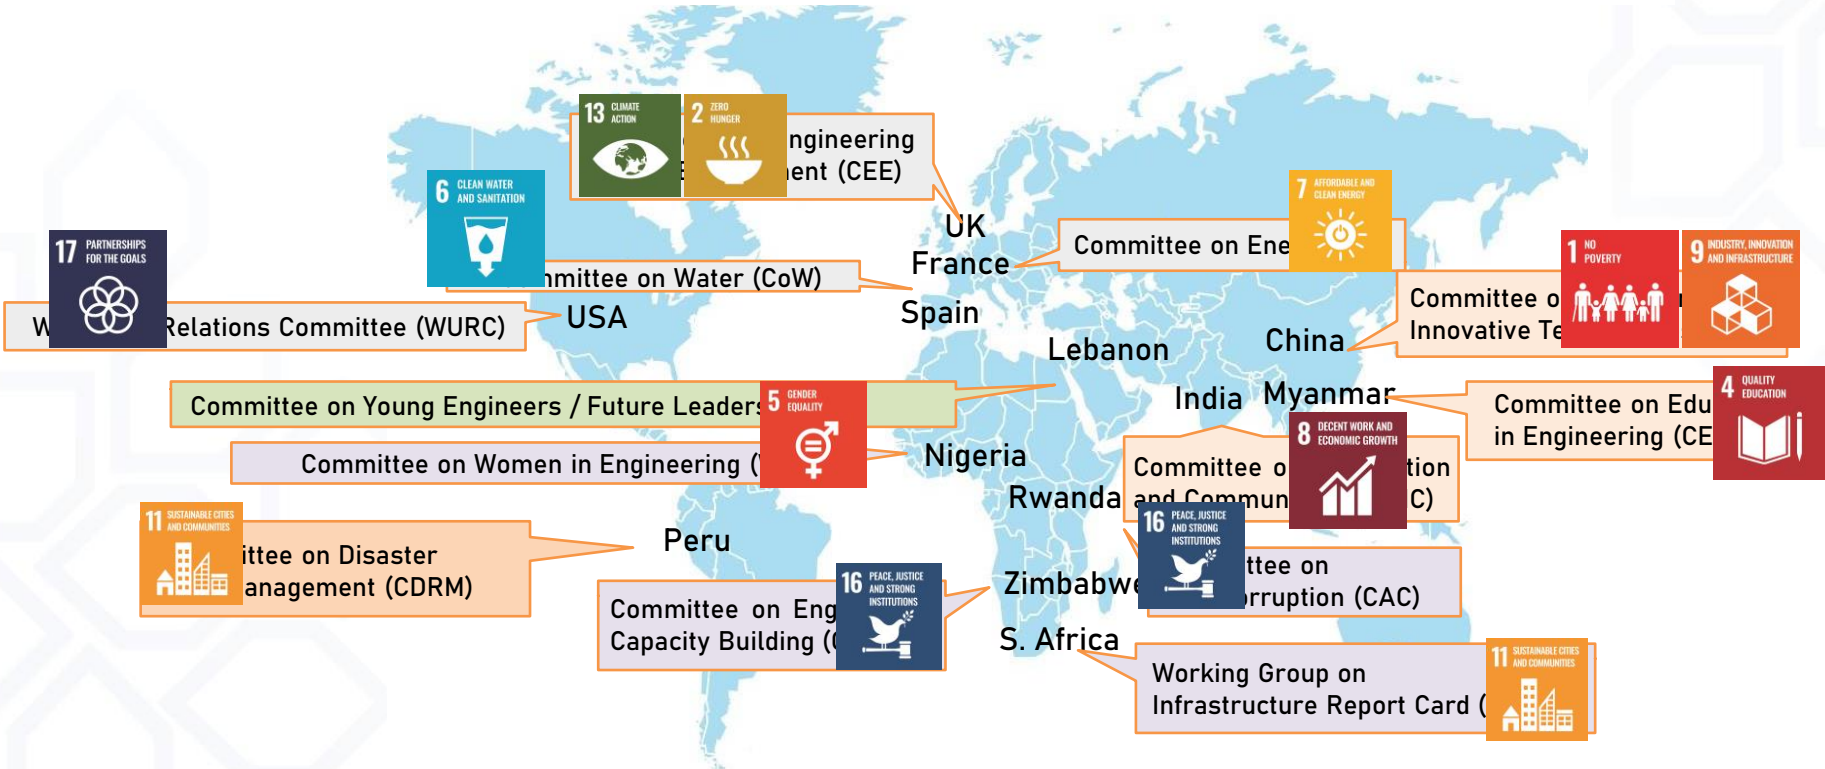 13 CLIMATE
ACTION
2 ZERO
HUNGER
ngineering
ent (CEE)
6 CLEAN WATER
AND SANITATION
mmittee on Water (CoW)
17 PARTNERSHIPS
FOR THE GOALS
W
Relations Committee (WURC)
USA
UK
France
Spain
7 AFFORDABLE AND
CLEAN ENERGY
Committee on Ene
1 NO
POVERTY
9 INDUSTRY, INNOVATION
AND INFRASTRUCTURE
Committee o
Innovative Te
China
Lebanon
India
Myanmar
4 QUALITY
EDUCATION
Committee on Edu
in Engineering (CE
Committee on Young Engineers / Future Leaders
5 GENDER
EQUALITY
Committee on Women in Engineering (
Nigeria
8 DECENT WORK AND
ECONOMIC GROWTH
Committee o
tion
and Commun
C)
Rwanda
11 SUSTAINABLE CITIES
AND COMMUNITIES
ittee on Disaster
anagement (CDRM)
Peru
16 PEACE, JUSTICE
AND STRONG
INSTITUTIONS
ttee on
rruption (CAC)
Zimbabwe
16 PEACE, JUSTICE
AND STRONG
INSTITUTIONS
Committee on Eng
Capacity Building (
S. Africa
11 SUSTAINABLE CITIES
AND COMMUNITIES
Working Group on
Infrastructure Report Card (